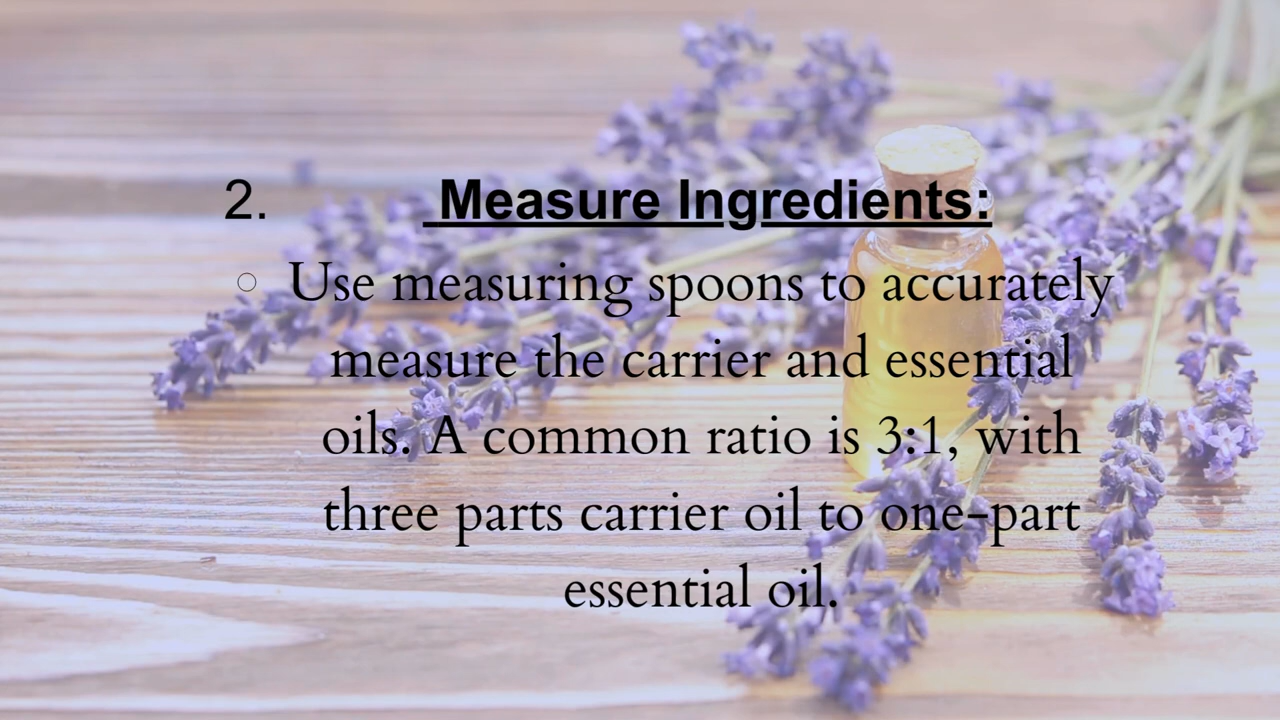 2. Measure Ingredients:
○ Use measuring spoons to accurately
measure the carrier and essential
oils. A common ratio is 3:1, with
three parts carrier oil to one-part
essential oil.